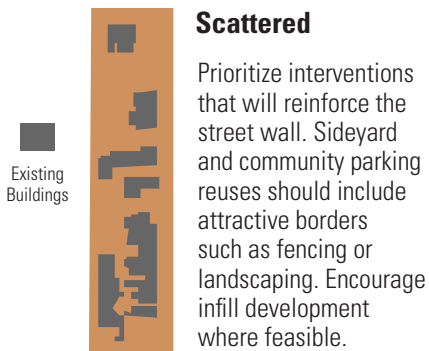 Scattered
Prioritize interventions
that will reinforce the
street wall. Sideyard
and community parking
reuses should include
attractive borders
such as fencing or
landscaping. Encourage
infill development
where feasible.
Existing
Buildings